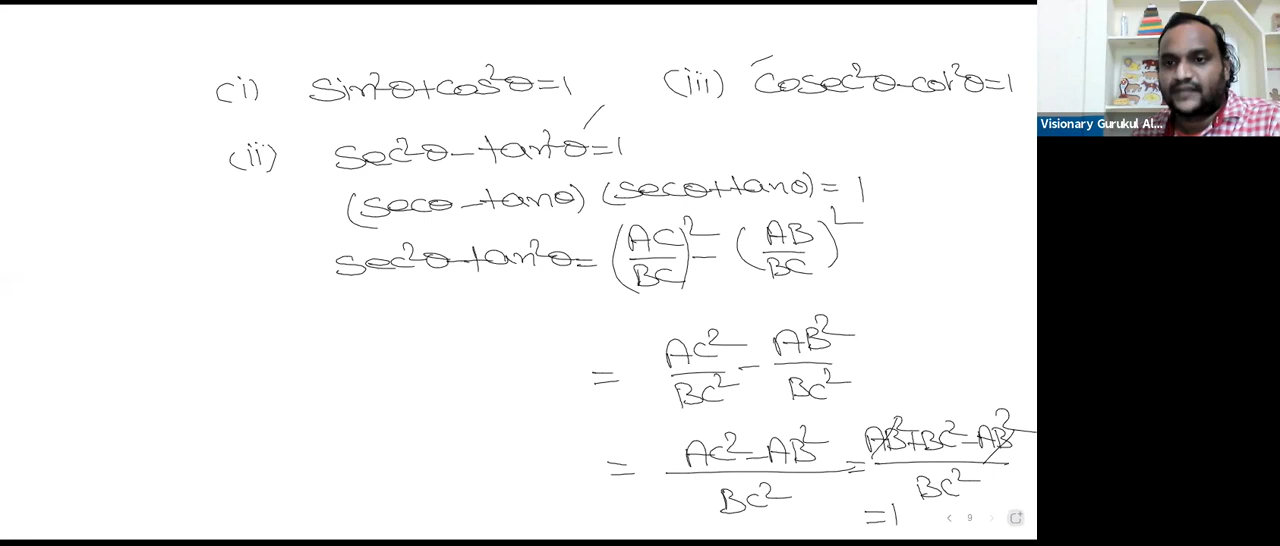 (i) sin²θ+cos²θ=1 (iii) cosec²θ-cot²θ=1
(ii) sec²θ-tan²θ=1
(secθ-tanθ) (secθ+tanθ)=1
sec²θ-tan²θ= (AC/BC)² - (AB/BC)²
= AC²/BC² - AB²/BC²
= AC²-AB²/BC² = AB²+BC²-AB²/BC²
=1
9
Visionary Gurukul Al...